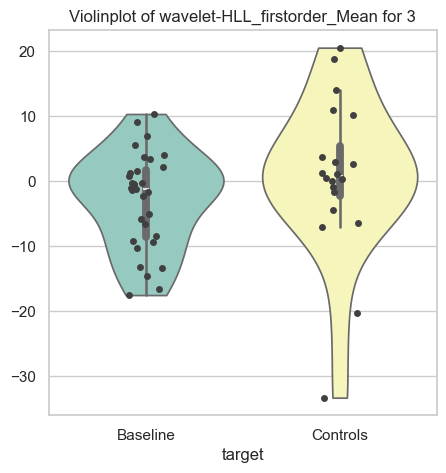 Violinplot of wavelet-HLL_firstorder_Mean for 3
20
10
0
−10
−20
−30
Baseline
Controls
target